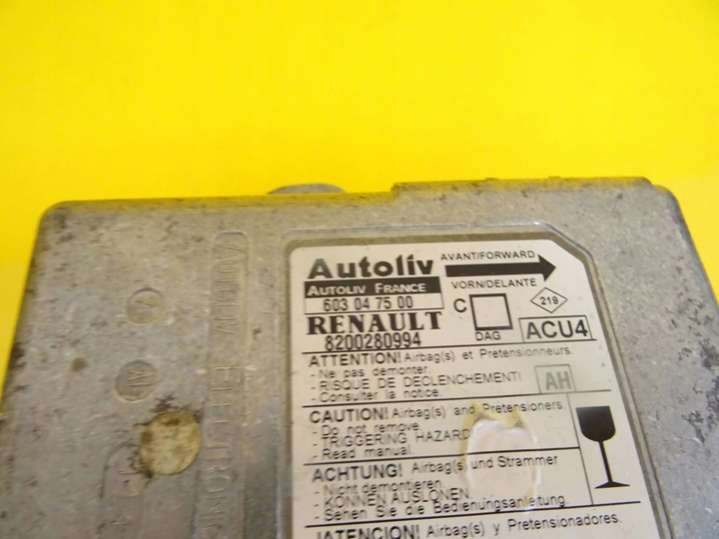 Autoliv
AVANT/FORWARD
AUTOLIV FRANCE
VORN/DELANTE
603 04 75 00
C
219
RENAULT
DAG
ACU4
8200280994
ATTENTION! Airbag(s) et Pretensionneurs.
- Ne pas demonter.
- RISQUE DE DECLENCHEMENT!
- Consulter la notice.
AH
CAUTION! Airbag(s) and Pretensioners
- Do not remove.
- TRIGGERING HAZARD
- Read manual.
ACHTUNG! Airbag(s) und Strammer
- Nicht demontieren.
- KÖNNEN AUSLÖNEN.
- Sehen Sie die Bedienungsanleitung
¡ATENCION! Airbag(s) y Pretensionadores.